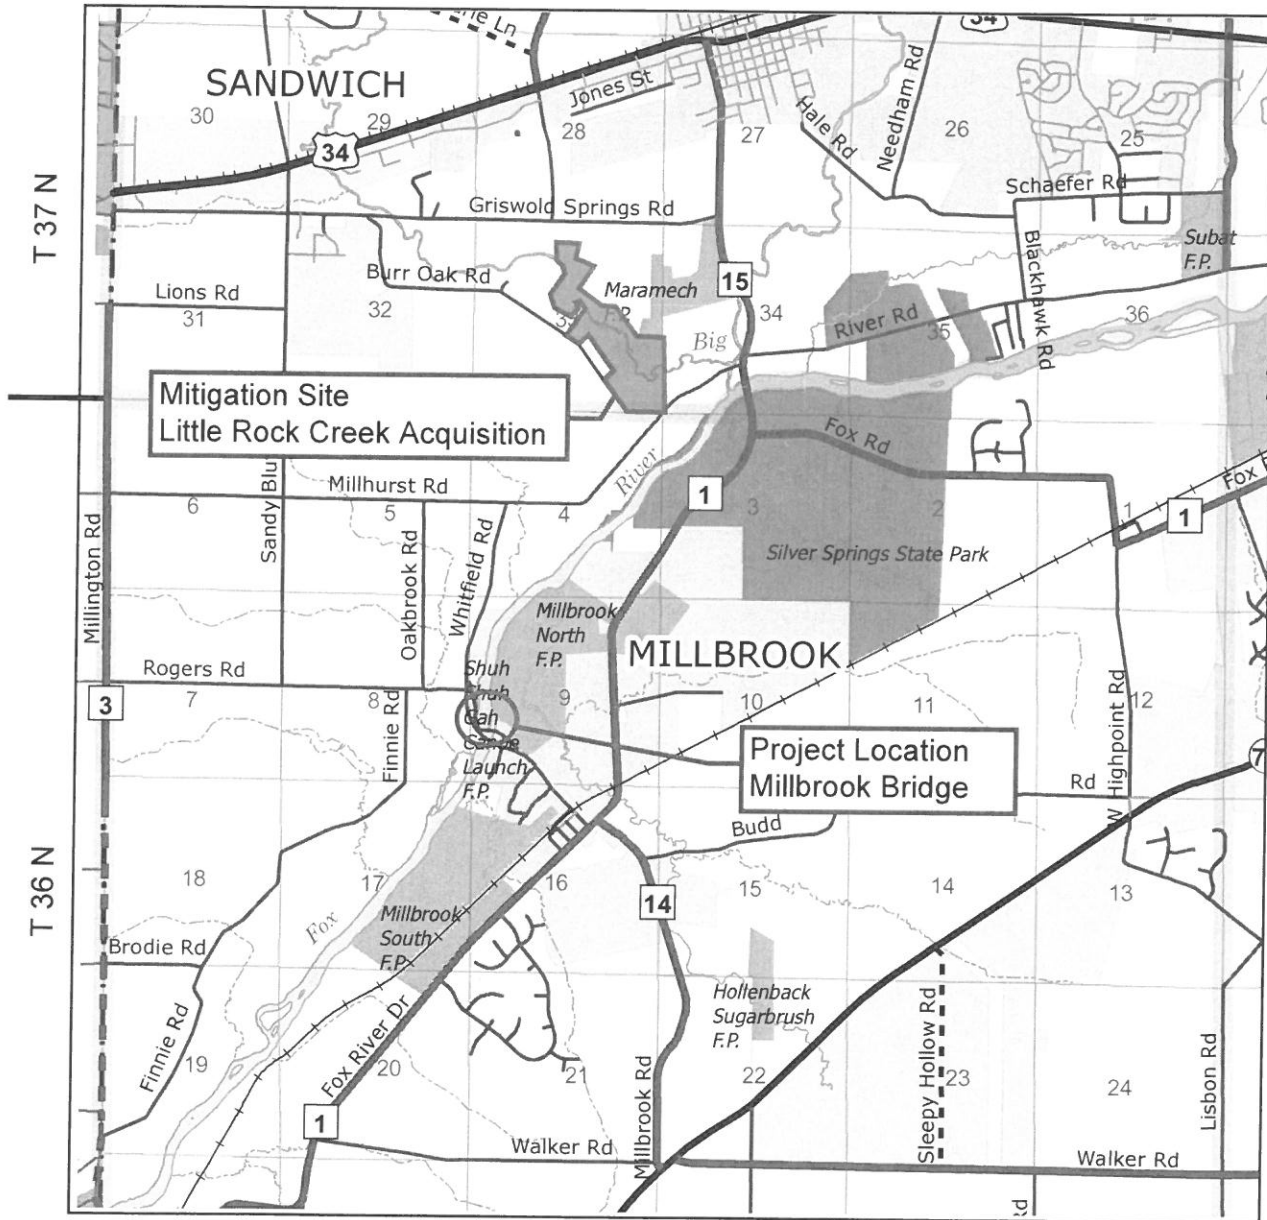 Ln
34
SANDWICH
Jones St
30
29
28
27
26
25
Hale Rd
Needham Rd
34
T 37 N
Schaefer Rd
Griswold Springs Rd
Blackhawk Rd
Subat
F.P.
Burr Oak Rd
15
Lions Rd
31
32
Maramech
F.P.
34
River Rd
35
36
Big
Mitigation Site
Little Rock Creek Acquisition
Fox Rd
River
Millhurst Rd
1
Sandy Blu
6
5
4
3
2
1
1
Fox
Millington Rd
Oakbrook Rd
Whitfield Rd
Silver Springs State Park
Millbrook
North
F.P.
MILLBROOK
Rogers Rd
Shuh
Shuh
Gah
Canoe
Launch
F.P.
3
7
8
9
10
11
12
Finnie Rd
W Highpoint Rd
Project Location
Millbrook Bridge
7
Rd
Budd
T 36 N
18
17
16
15
14
13
14
Fox
Millbrook
South
F.P.
Brodie Rd
Hollenback
Sugarbrush
F.P.
Finnie Rd
Fox River Dr
Sleepy Hollow Rd
Lisbon Rd
19
20
21
22
23
24
Millbrook Rd
1
Walker Rd
Walker Rd
Rd